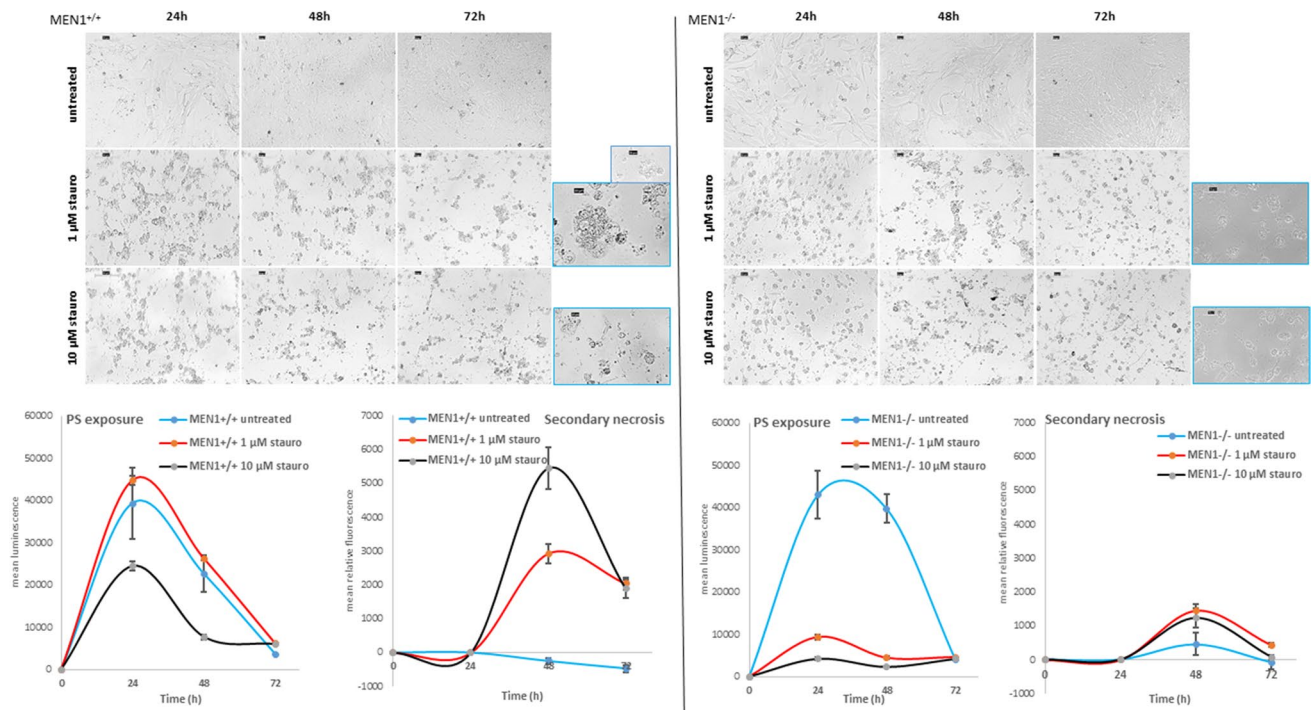 MEN1+/+ 24h 48h 72h
untreated
1 µM stauro
10 µM stauro
MEN1-/- 24h 48h 72h
untreated
1 µM stauro
10 µM stauro
PS exposure
MEN1+/+ untreated
MEN1+/+ 1 µM stauro
MEN1+/+ 10 µM stauro
mean luminescence
60000
50000
40000
30000
20000
10000
0
0 24 48 72
Time (h)
Secondary necrosis
MEN1+/+ untreated
MEN1+/+ 1 µM stauro
MEN1+/+ 10 µM stauro
mean relative fluorescence
7000
6000
5000
4000
3000
2000
1000
0
-1000
0 24 48 72
Time (h)
PS exposure
MEN1-/- untreated
MEN1-/- 1 µM stauro
MEN1-/- 10 µM stauro
mean luminescence
60000
50000
40000
30000
20000
10000
0
0 24 48 72
Time (h)
Secondary necrosis
MEN1-/- untreated
MEN1-/- 1 µM stauro
MEN1-/- 10 µM stauro
mean relative fluorescence
7000
6000
5000
4000
3000
2000
1000
0
-1000
0 24 48 72
Time (h)